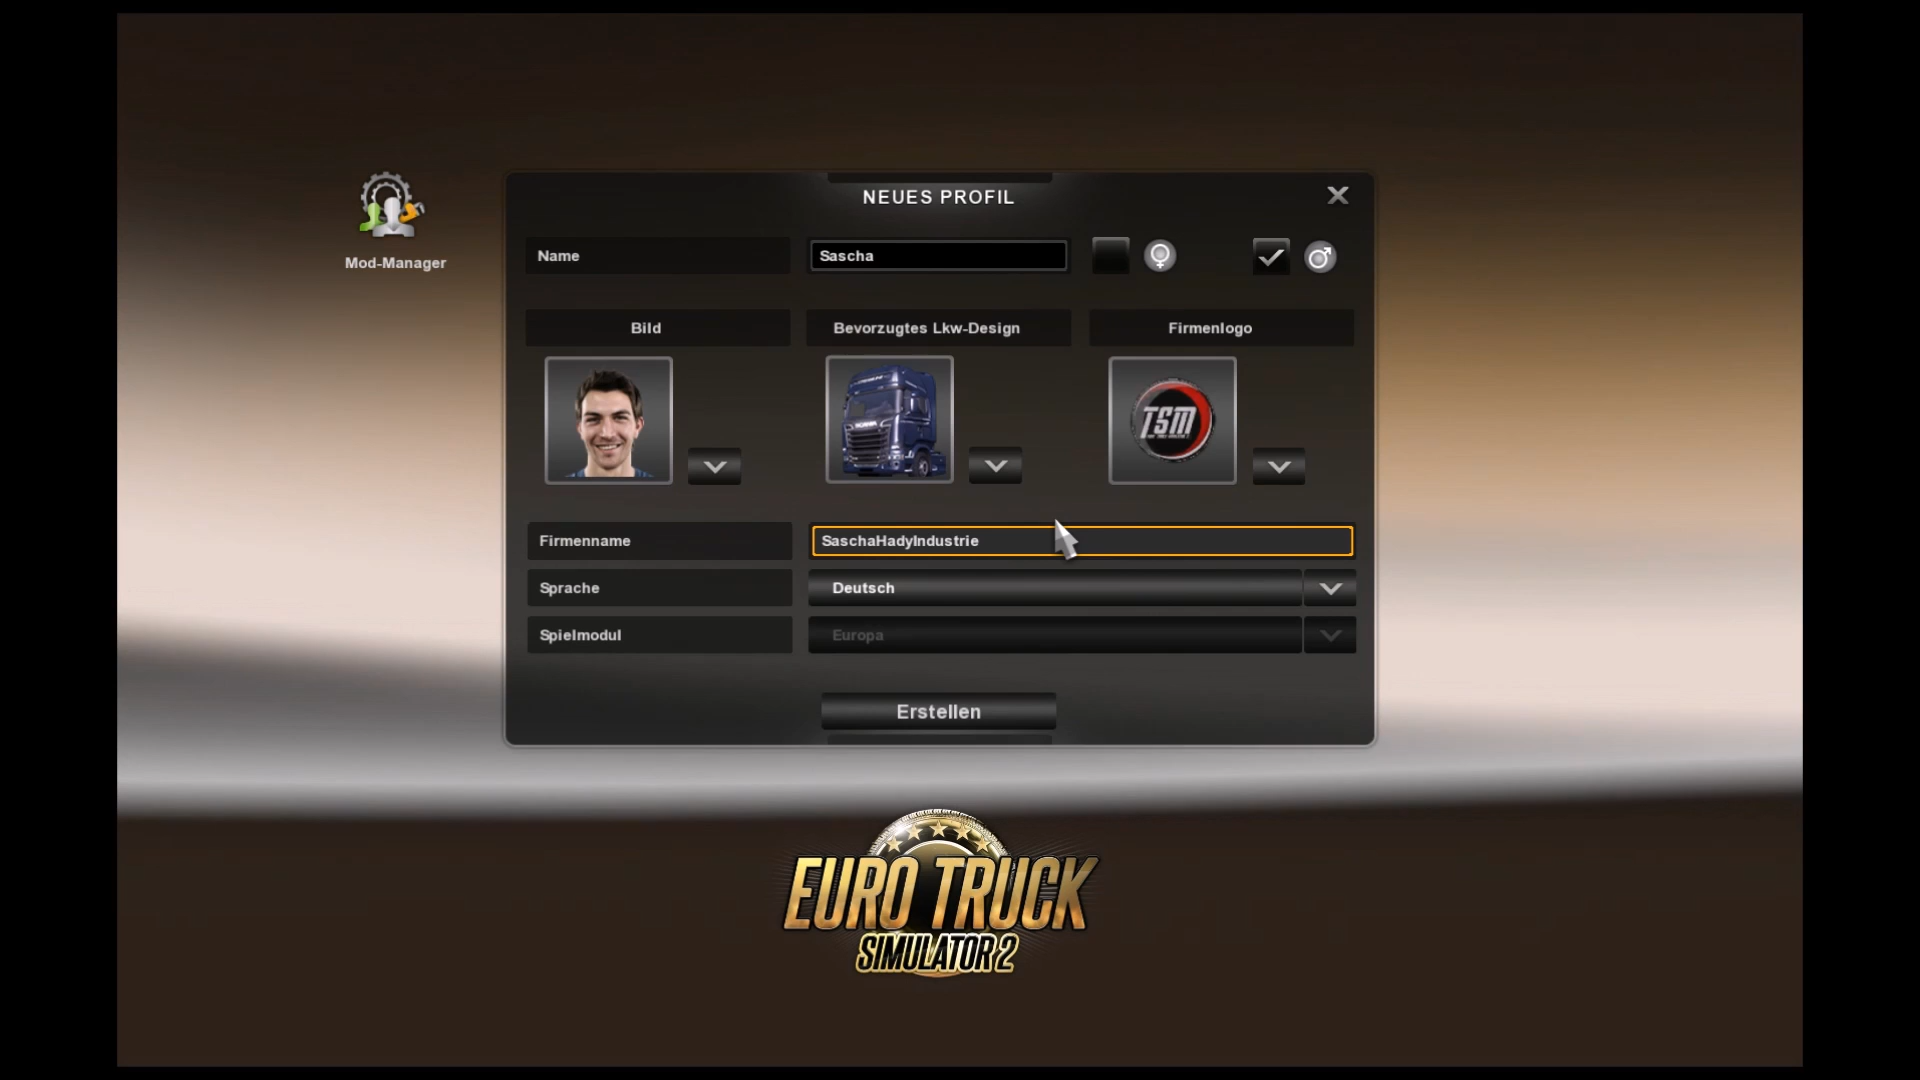 NEUES PROFIL
Mod-Manager
Name
Sascha
Bild
Bevorzugtes Lkw-Design
Firmenlogo
SCANIA
TSM
Firmenname
SaschaHadyIndustrie
Sprache
Deutsch
Spielmodul
Europa
Erstellen
EURO TRUCK
SIMULATOR 2